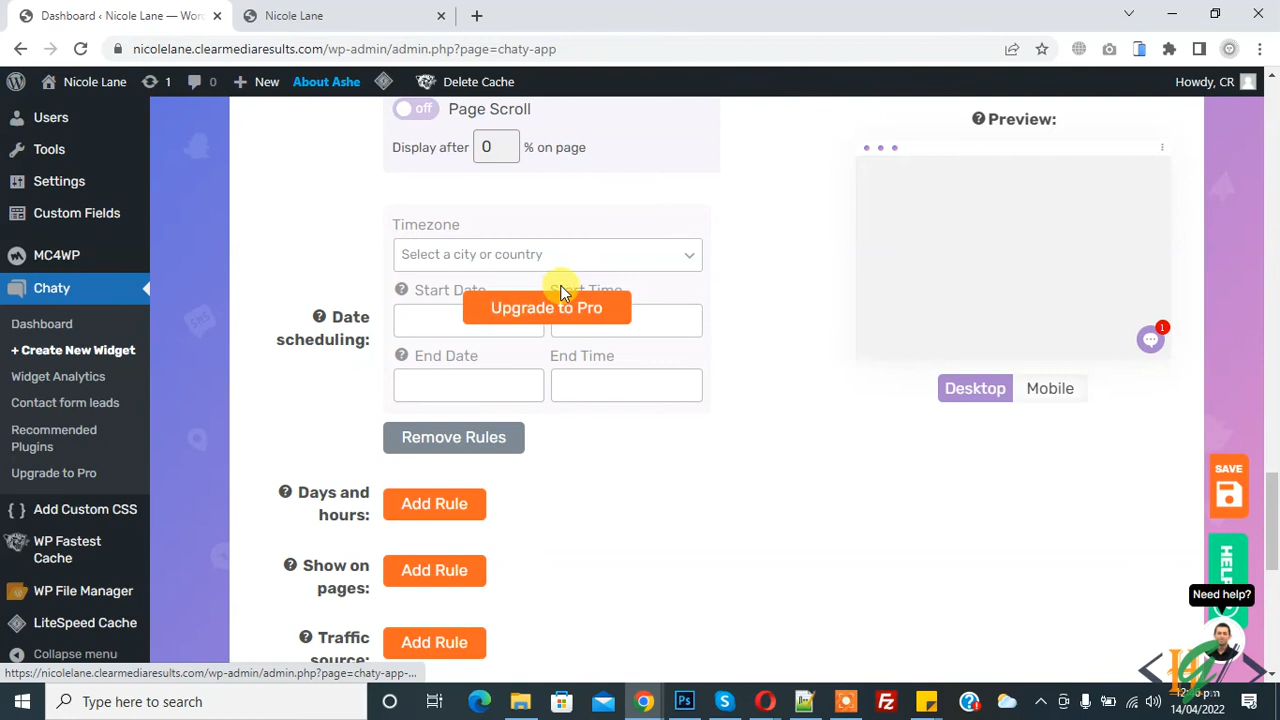 Dashboard ‹ Nicole Lane — Wor
Nicole Lane
nicolelane.clearmediaresults.com/wp-admin/admin.php?page=chaty-app
Nicole Lane
1
0
New
About Ashe
Delete Cache
Howdy, CR
Users
Tools
Settings
Custom Fields
MC4WP
Chaty
Dashboard
+ Create New Widget
Widget Analytics
Contact form leads
Recommended
Plugins
Upgrade to Pro
Add Custom CSS
WP Fastest
Cache
WP File Manager
LiteSpeed Cache
Collapse menu
off
Page Scroll
Display after
0
% on page
Timezone
Select a city or country
Date
scheduling:
Start Date
Start Time
Upgrade to Pro
End Date
End Time
Remove Rules
Days and
hours:
Add Rule
Show on
pages:
Add Rule
Traffic
source:
Add Rule
Preview:
1
Desktop
Mobile
SAVE
HELP
Need help?
https://nicolelane.clearmediaresults.com/wp-admin/admin.php?page=chaty-app-...
Type here to search
14/04/2022